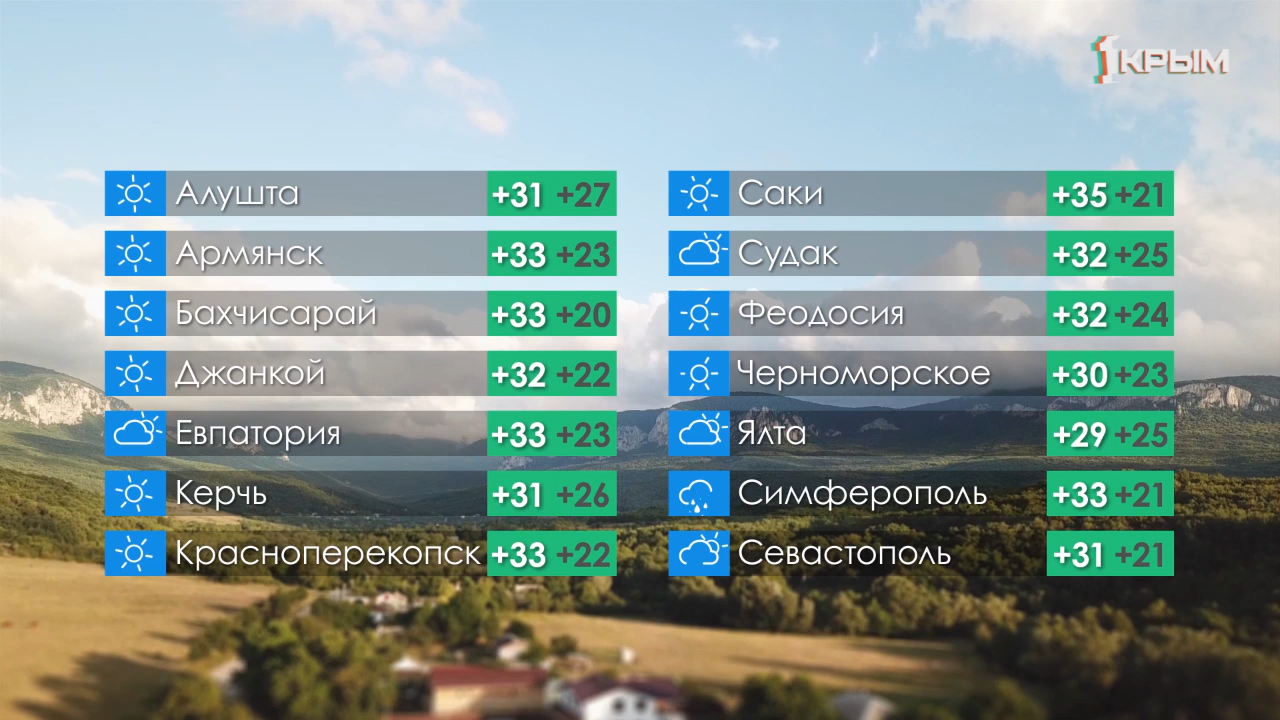 1КРЫМ
Алушта +31 +27
Армянск +33 +23
Бахчисарай +33 +20
Джанкой +32 +22
Евпатория +33 +23
Керчь +31 +26
Красноперекопск +33 +22
Саки +35 +21
Судак +32 +25
Феодосия +32 +24
Черноморское +30 +23
Ялта +29 +25
Симферополь +33 +21
Севастополь +31 +21